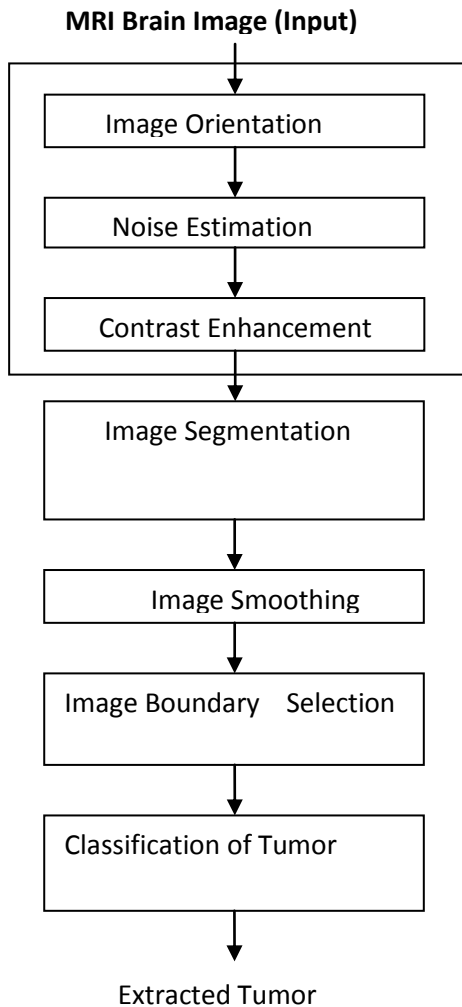 MRI Brain Image (Input)
Image Orientation
Noise Estimation
Contrast Enhancement
Image Segmentation
Image Smoothing
Image Boundary Selection
Classification of Tumor
Extracted Tumor